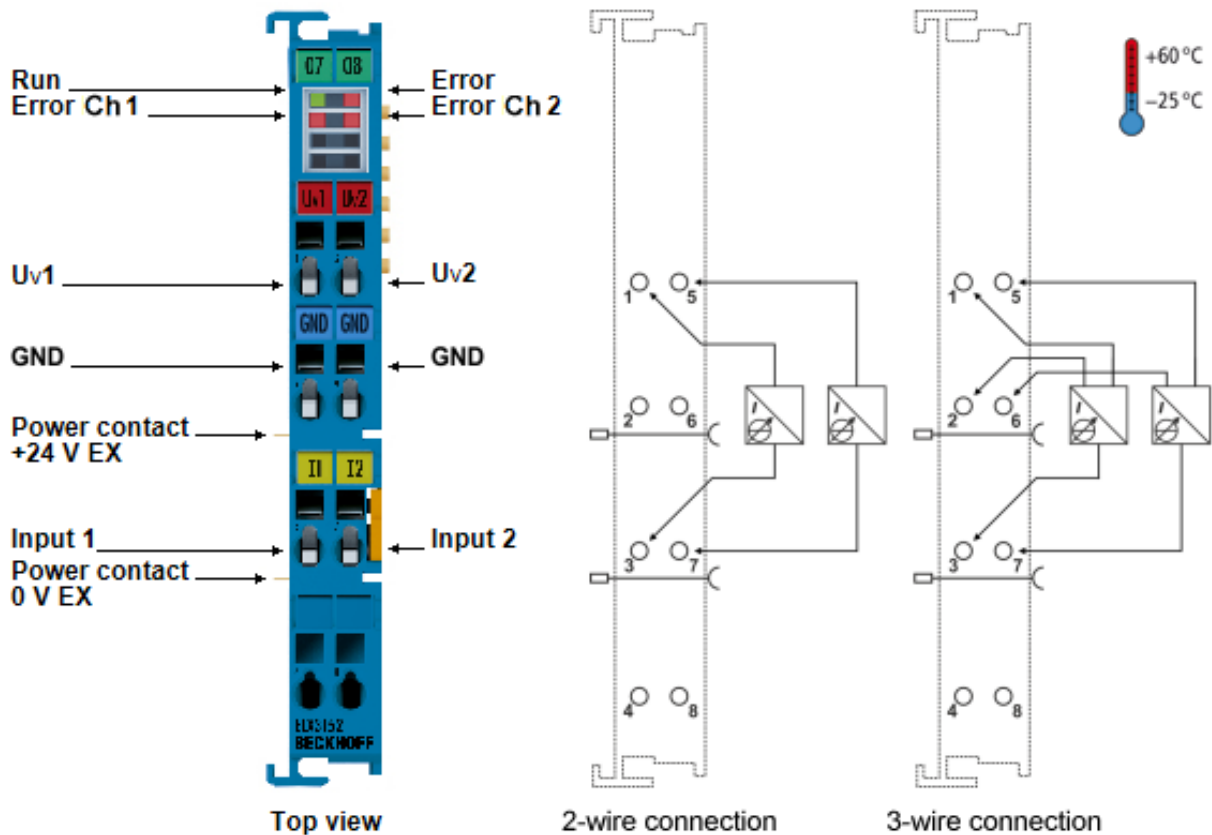 07 08
Run
Error Ch 1
Error
Error Ch 2
+60 °C
−25 °C
Uv1 Uv2
Uv1
Uv2
GND GND
GND
GND
Power contact
+24 V EX
I1 I2
Input 1
Input 2
Power contact
0 V EX
ELX3152
BECKHOFF
1 5
2 6
I I
3 7
4 8
1 5
2 6
I I
3 7
4 8
Top view
2-wire connection
3-wire connection